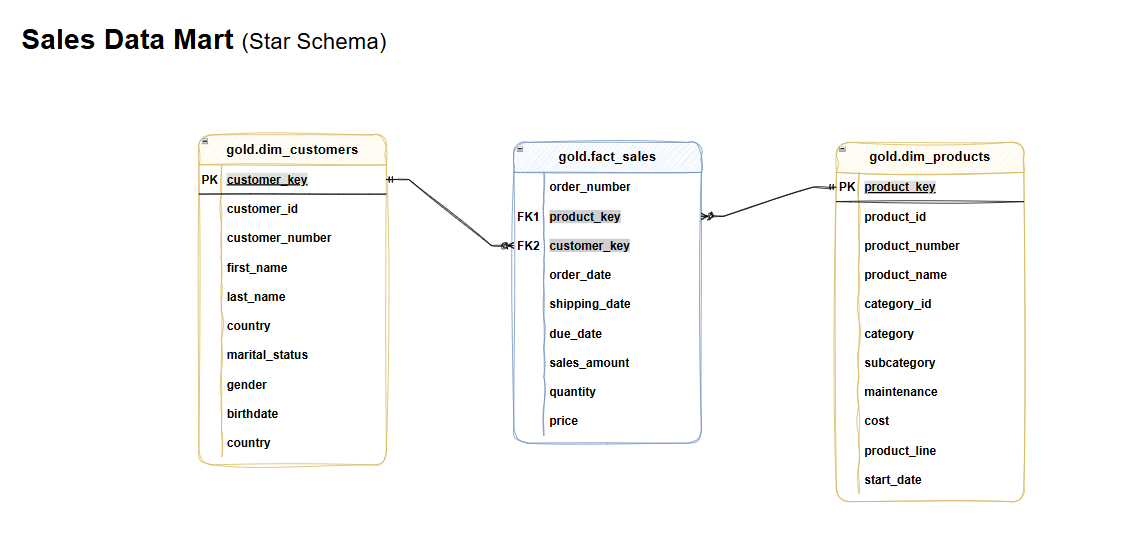 Sales Data Mart (Star Schema)
gold.dim_customers
PK customer_key
customer_id
customer_number
first_name
last_name
country
marital_status
gender
birthdate
country
gold.fact_sales
order_number
FK1 product_key
FK2 customer_key
order_date
shipping_date
due_date
sales_amount
quantity
price
gold.dim_products
PK product_key
product_id
product_number
product_name
category_id
category
subcategory
maintenance
cost
product_line
start_date